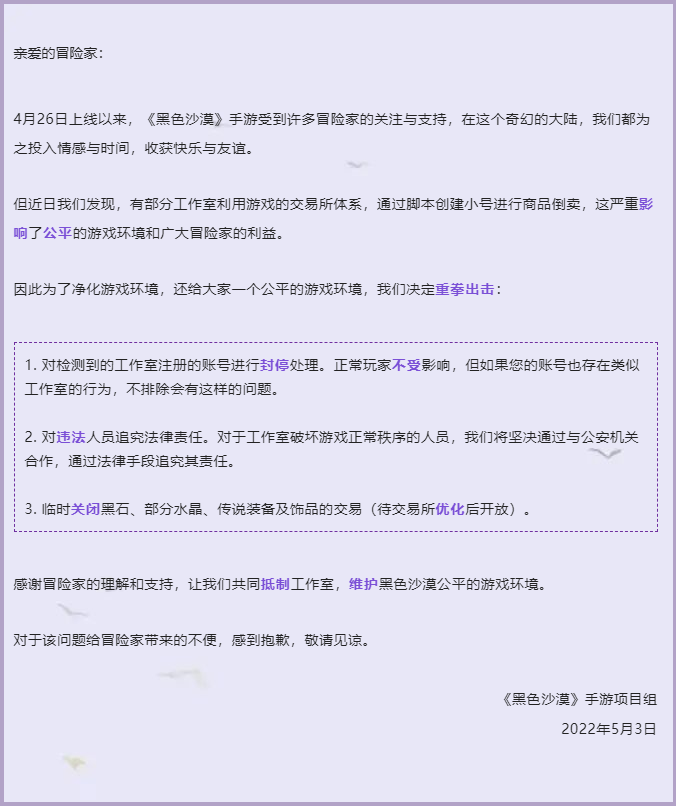 亲爱的冒险家：
4月26日上线以来，《黑色沙漠》手游受到许多冒险家的关注与支持，在这个奇幻的大陆，我们都为
之投入情感与时间，收获快乐与友谊。
但近日我们发现，有部分工作室利用游戏的交易所体系，通过脚本创建小号进行商品倒卖，这严重影
响了公平的游戏环境和广大冒险家的利益。
因此为了净化游戏环境，还给大家一个公平的游戏环境，我们决定重拳出击：
1. 对检测到的工作室注册的账号进行封停处理。正常玩家不受影响，但如果您的账号也存在类似
工作室的行为，不排除会有这样的问题。
2. 对违法人员追究法律责任。对于工作室破坏游戏正常秩序的人员，我们将坚决通过与公安机关
合作，通过法律手段追究其责任。
3. 临时关闭黑石、部分水晶、传说装备及饰品的交易（待交易所优化后开放）。
感谢冒险家的理解和支持，让我们共同抵制工作室，维护黑色沙漠公平的游戏环境。
对于该问题给冒险家带来的不便，感到抱歉，敬请见谅。
《黑色沙漠》手游项目组
2022年5月3日